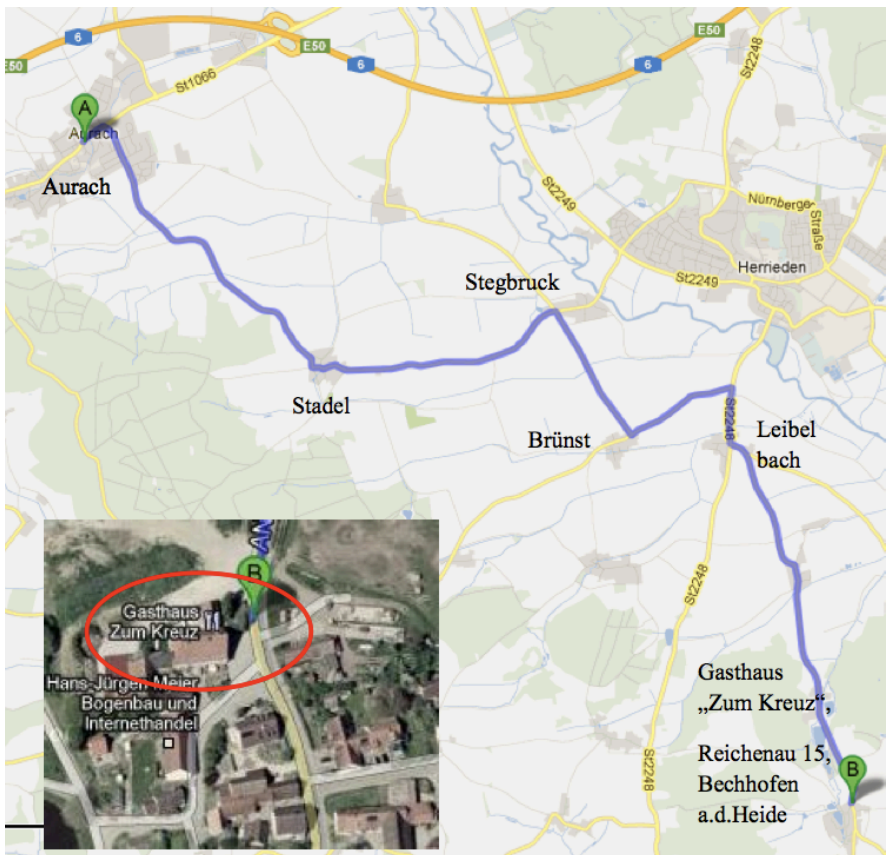 6
E50
E50
6
6
E50
St2248
St1066
A
Aurach
Aurach
St2249
Nürnberger
Straße
St2249
Herrieden
Stegbruck
Stadel
Brünst
St2248
Leibel
bach
St2248
St2248
Gasthaus
„Zum Kreuz“,
Reichenau 15,
Bechhofen
a.d.Heide
B
AN
B
Gasthaus
Zum Kreuz
Hans-Jürgen Meier
Bogenbau und
Internethandel